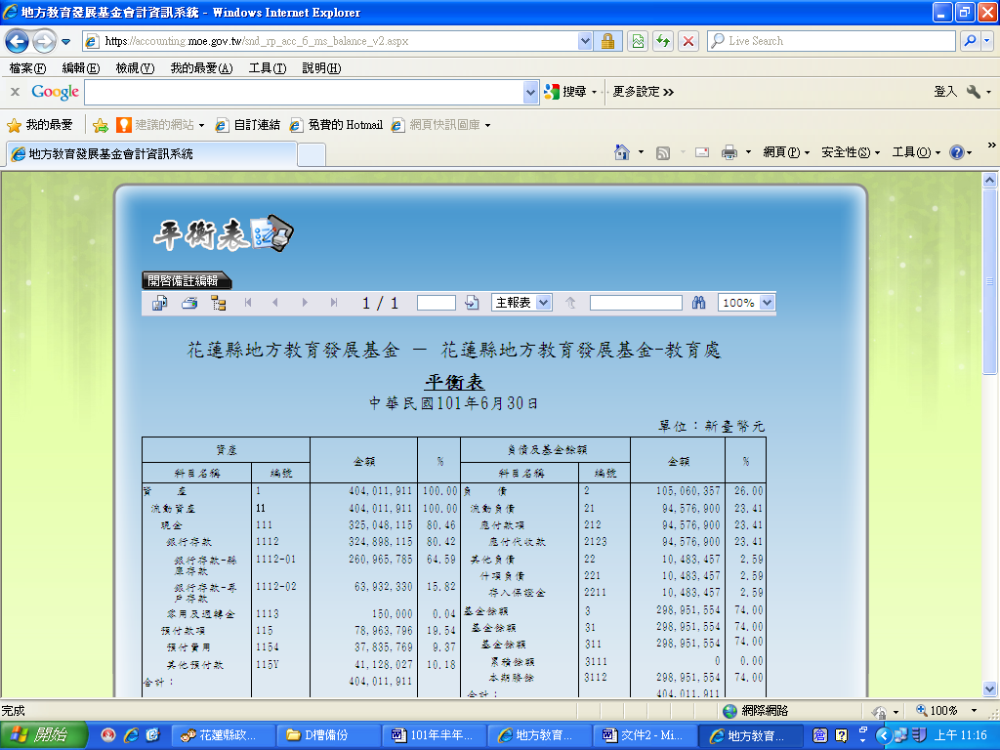 地方教育發展基金會計資訊系統 - Windows Internet Explorer
https://accounting.moe.gov.tw/snd_rp_acc_6_ms_balance_v2.aspx
Live Search
檔案(F) 編輯(E) 檢視(V) 我的最愛(A) 工具(T) 說明(H)
x Google 搜尋 更多設定 >> 登入
我的最愛 建議的網站 自訂連結 免費的 Hotmail 網頁快訊圖庫
地方教育發展基金會計資訊系統 網頁(P) 安全性(S) 工具(O) >>
平衡表
開啓備註編輯
1 / 1 主報表 100%
花蓮縣地方教育發展基金 － 花蓮縣地方教育發展基金-教育處
平衡表
中華民國101年6月30日
單位：新臺幣元
資產 金額 % 負債及基金餘額 金額 %
科目名稱 編號 科目名稱 編號
資 產 1 404,011,911 100.00 負 債 2 105,060,357 26.00
流動資產 11 404,011,911 100.00 流動負債 21 94,576,900 23.41
現金 111 325,048,115 80.46 應付款項 212 94,576,900 23.41
銀行存款 1112 324,898,115 80.42 應付代收款 2123 94,576,900 23.41
銀行存款-縣庫存款 1112-01 260,965,785 64.59 其他負債 22 10,483,457 2.59
什項負債 221 10,483,457 2.59
銀行存款-專戶存款 1112-02 63,932,330 15.82 存入保證金 2211 10,483,457 2.59
零用及週轉金 1113 150,000 0.04 基金餘額 3 298,951,554 74.00
預付款項 115 78,963,796 19.54 基金餘額 31 298,951,554 74.00
預付費用 1154 37,835,769 9.37 基金餘額 311 298,951,554 74.00
其他預付款 115Y 41,128,027 10.18 累積餘額 3111 0 0.00
合計： 404,011,911 本期賸餘 3112 298,951,554 74.00
合計： 404,011,911
完成 網際網路 100%
開始 花蓮縣政... D槽備份 101年半年... 地方教育... 文件2 - Mi... 地方教育... 上午 11:16